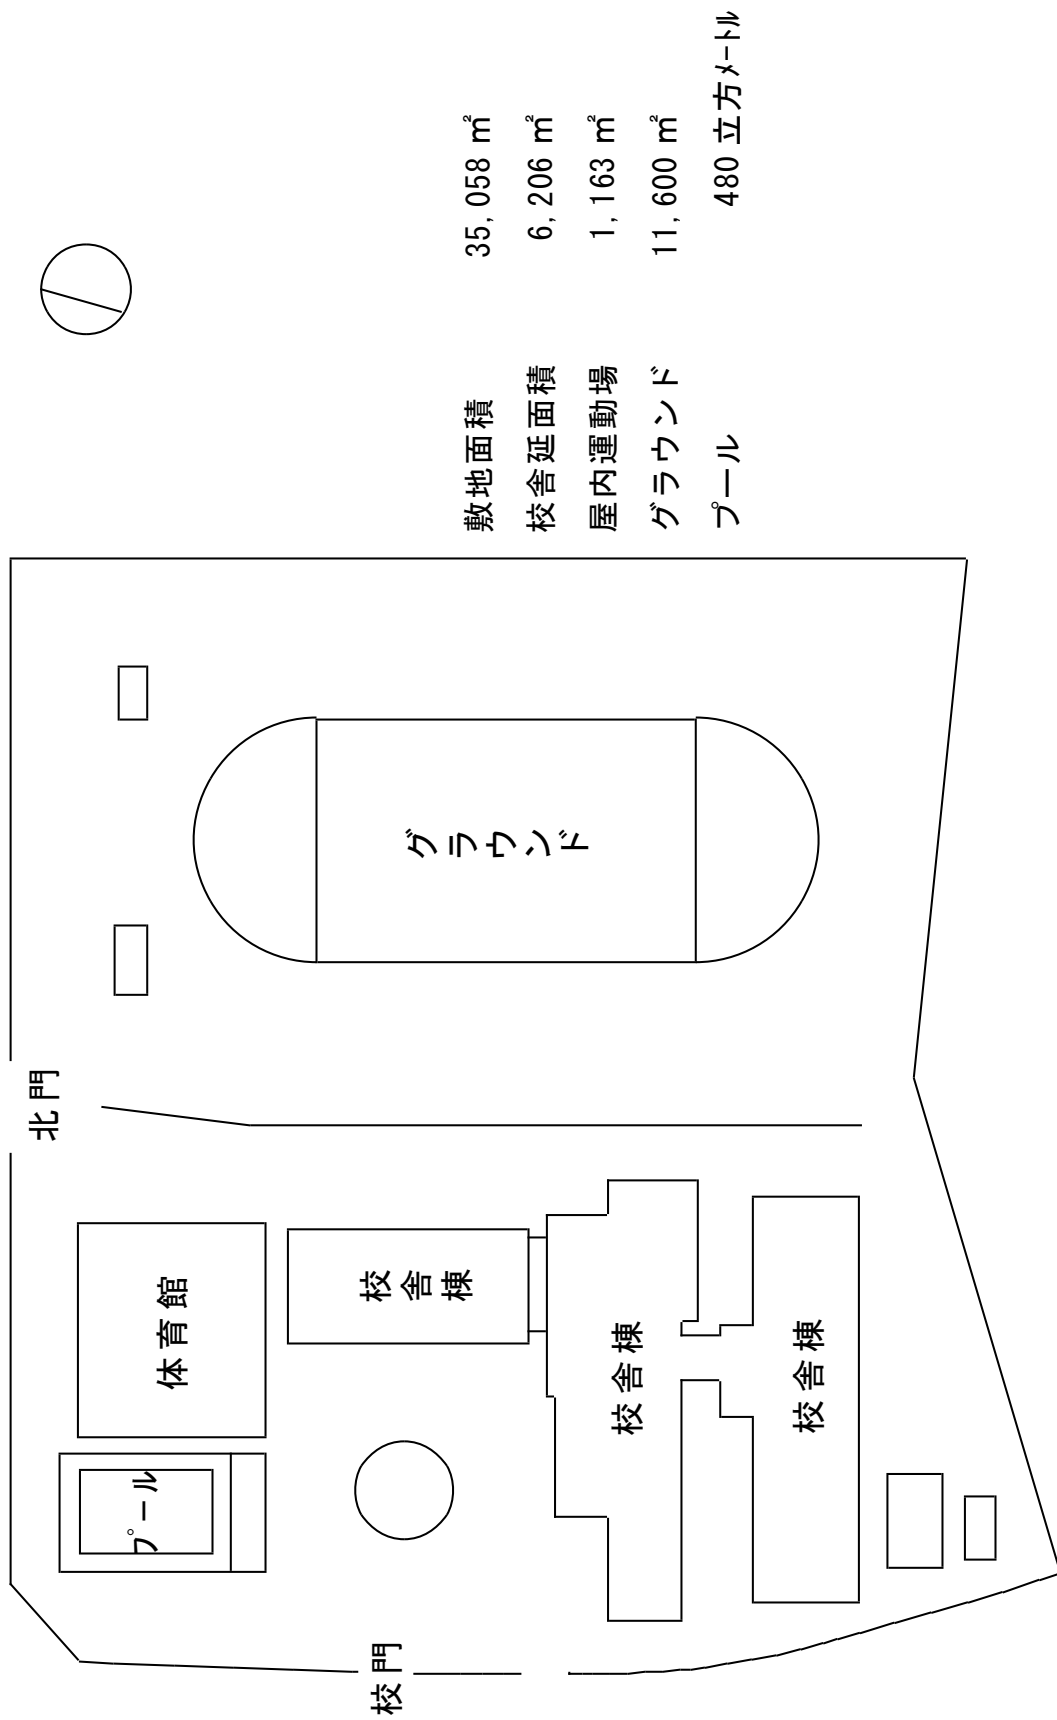 敷地面積 35,058 ㎡
校舎延面積 6,206 ㎡
屋内運動場 1,163 ㎡
グラウンド 11,600 ㎡
プール 480 立方メートル
北門
グラウンド
体育館
校舎棟
プール
校舎棟
校舎棟
校門